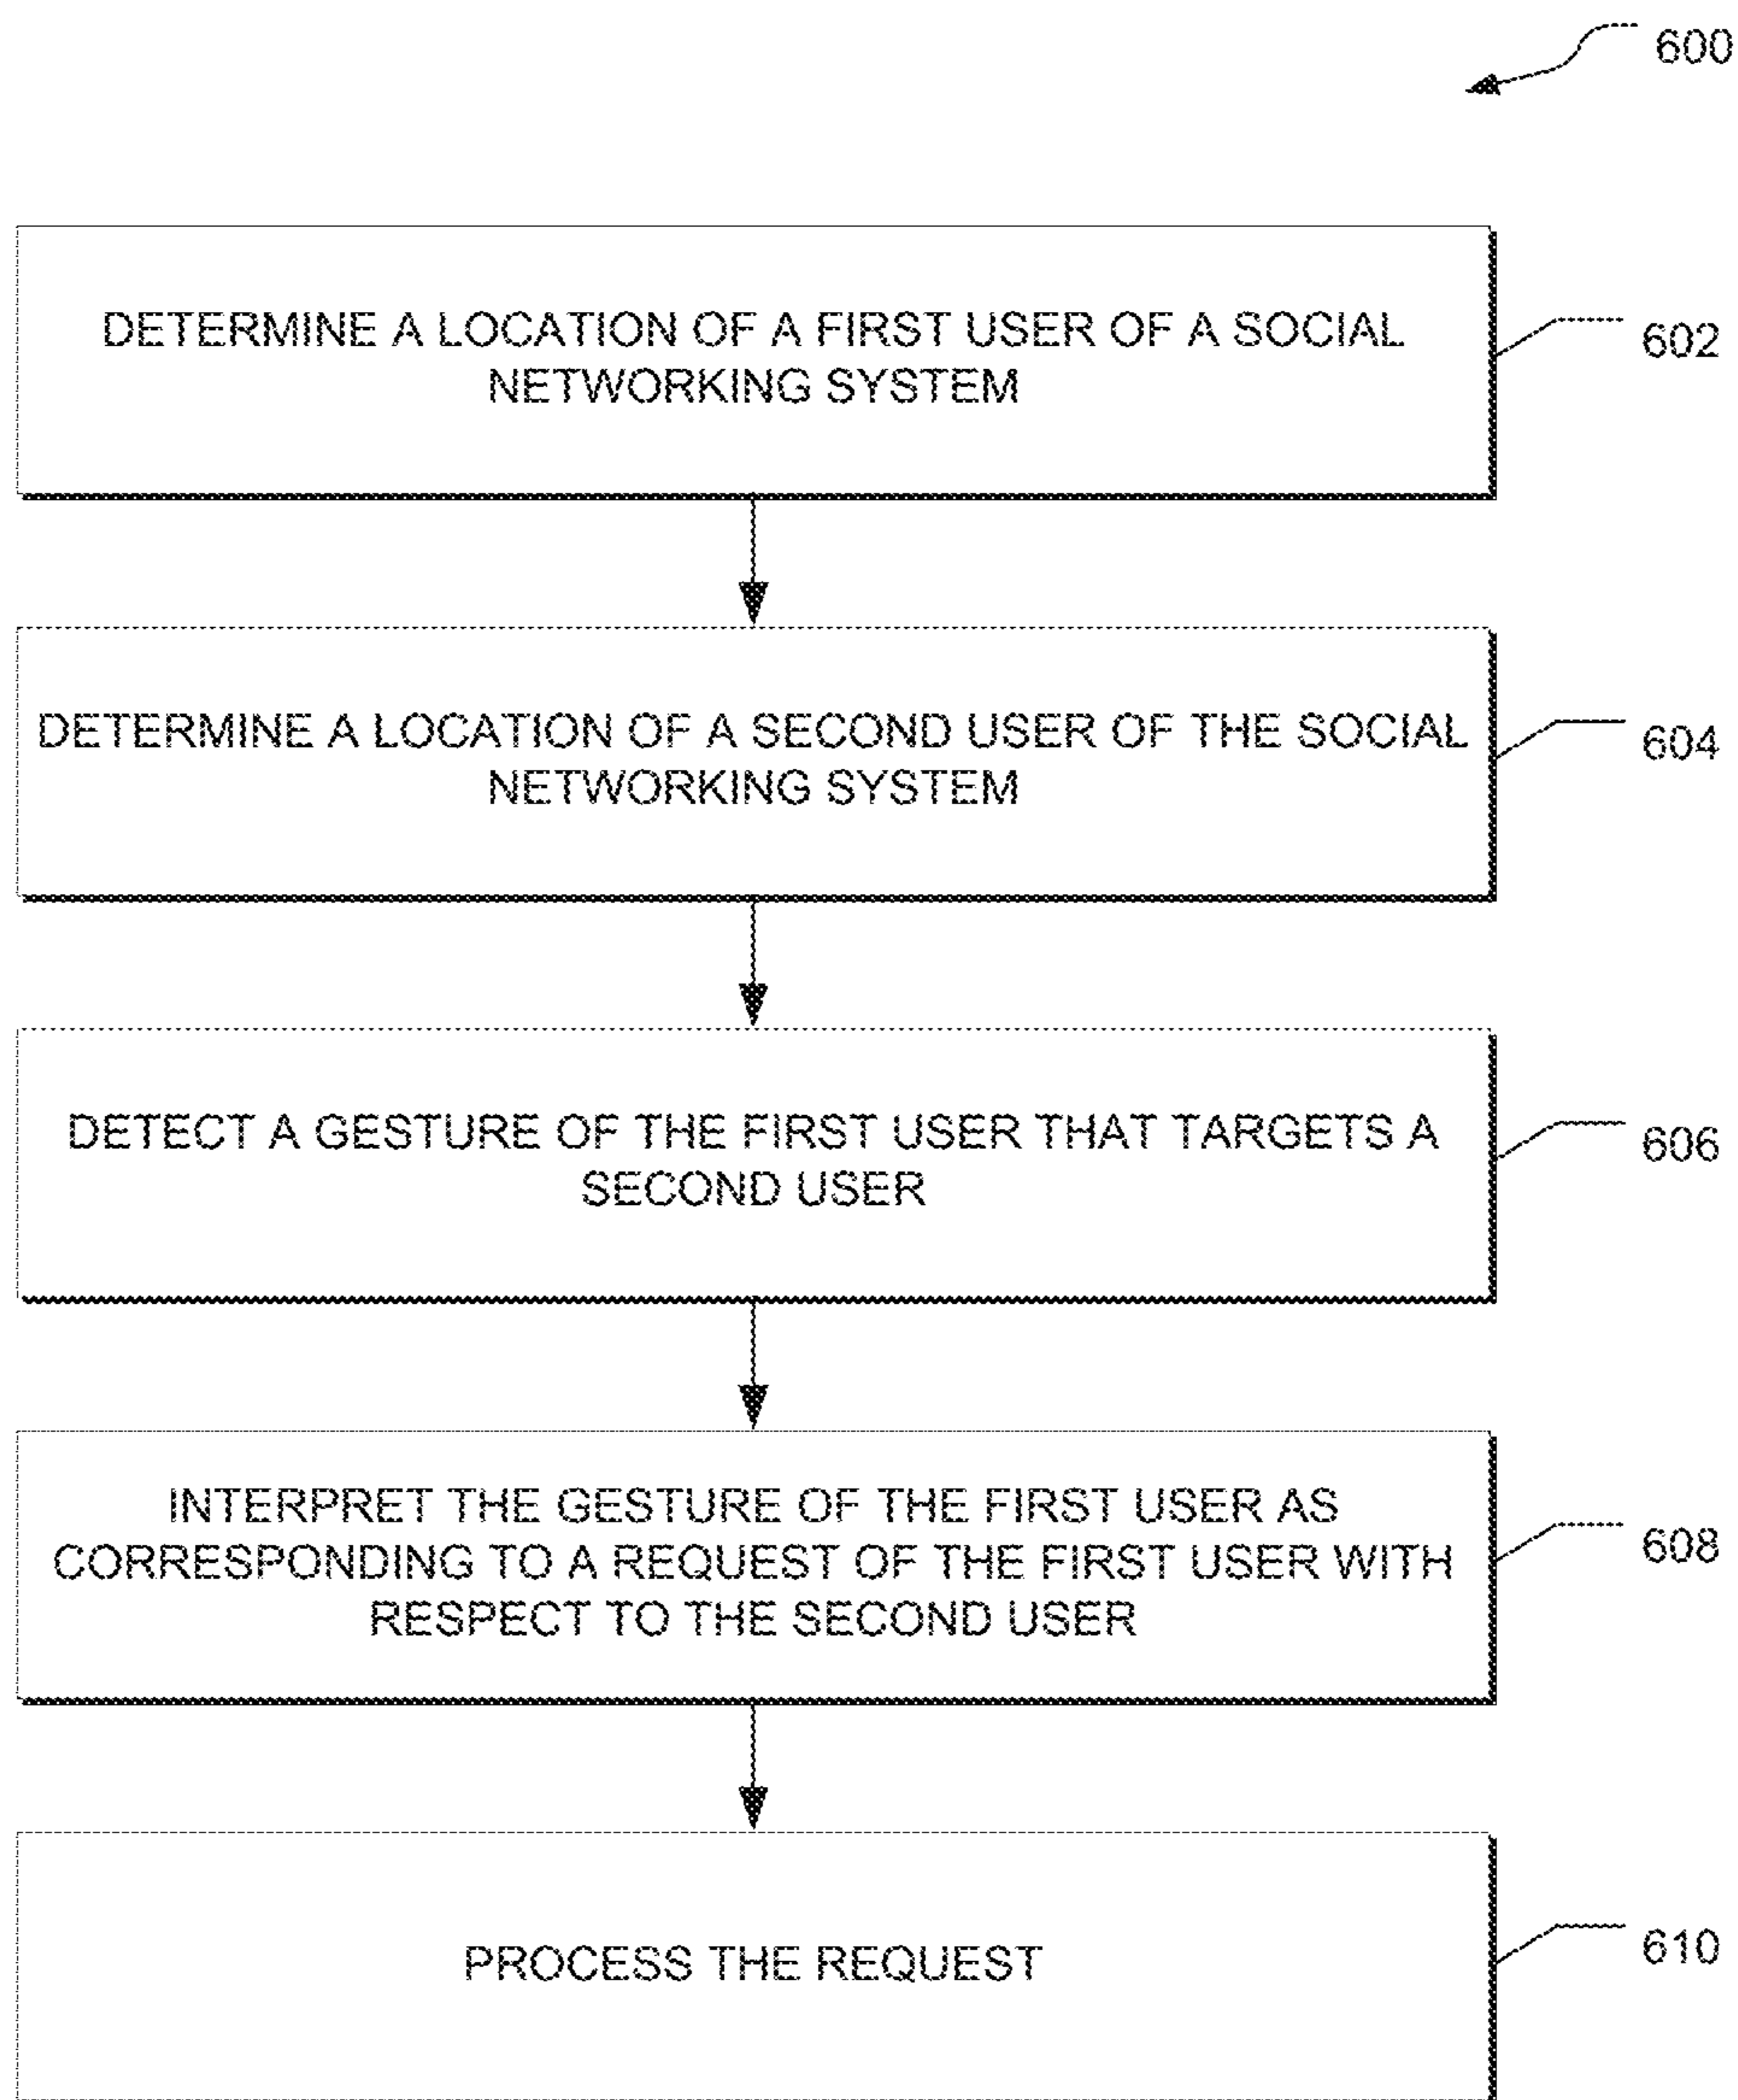 600
DETERMINE A LOCATION OF A FIRST USER OF A SOCIAL
NETWORKING SYSTEM
602
DETERMINE A LOCATION OF A SECOND USER OF THE SOCIAL
NETWORKING SYSTEM
604
DETECT A GESTURE OF THE FIRST USER THAT TARGETS A
SECOND USER
606
INTERPRET THE GESTURE OF THE FIRST USER AS
CORRESPONDING TO A REQUEST OF THE FIRST USER WITH
RESPECT TO THE SECOND USER
608
PROCESS THE REQUEST
610